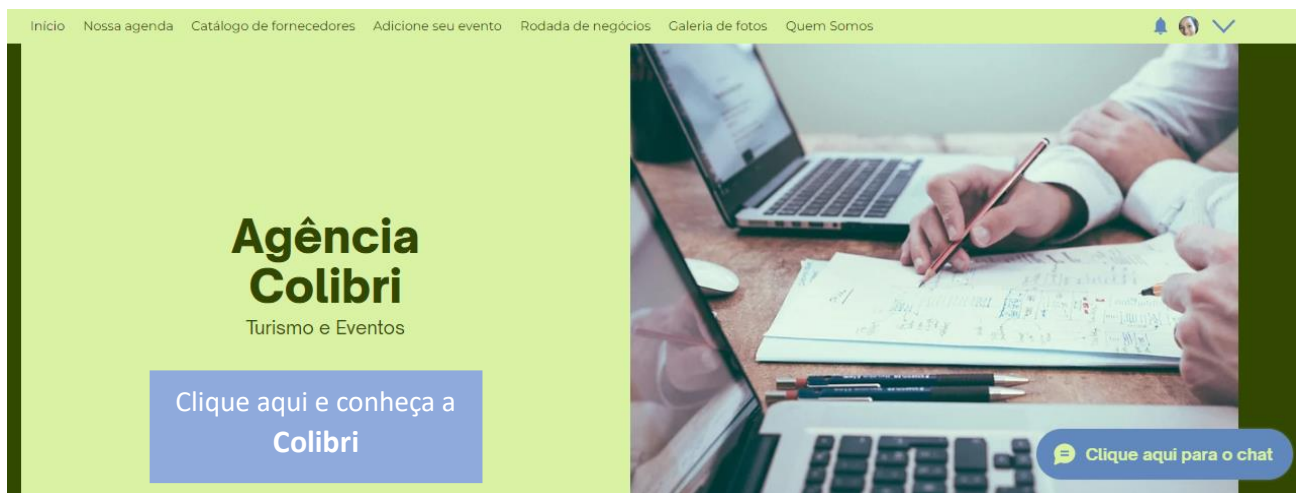 Início Nossa agenda Catálogo de fornecedores Adicione seu evento Rodada de negócios Galeria de fotos Quem Somos
Agência
Colibri
Turismo e Eventos
Clique aqui e conheça a
Colibri
Clique aqui para o chat